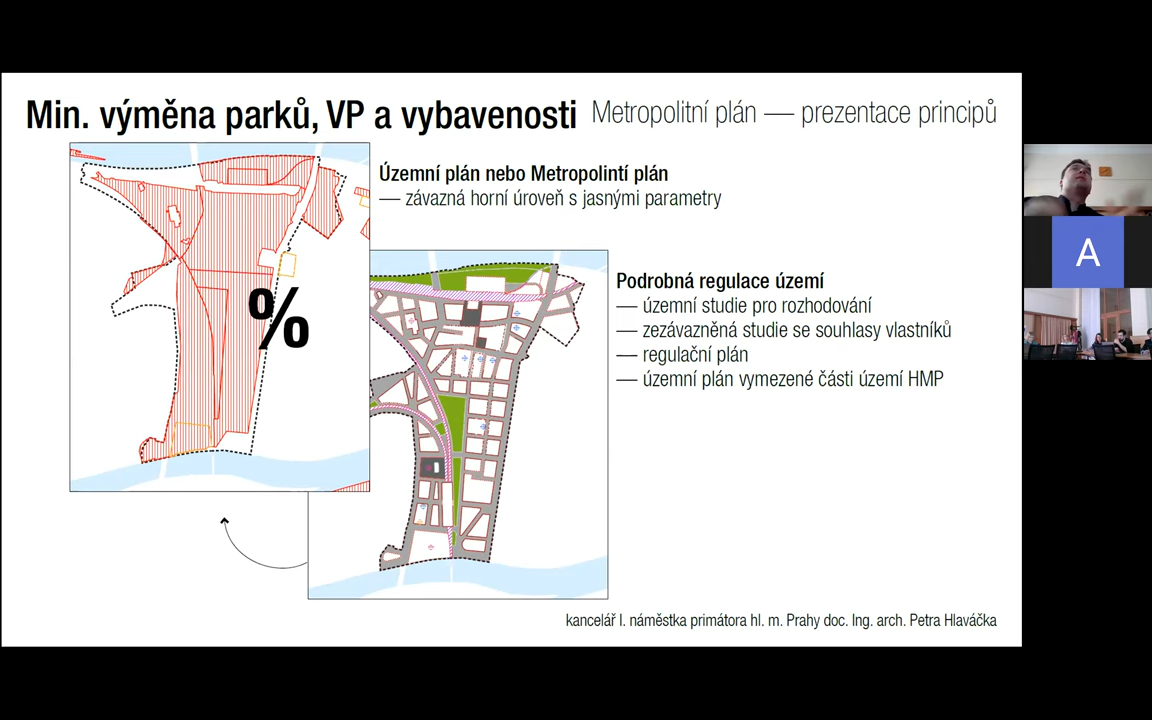 Min. výměna parků, VP a vybavenosti Metropolitní plán — prezentace principů
Územní plán nebo Metropolintí plán
— závazná horní úroveň s jasnými parametry
%
Podrobná regulace území
— územní studie pro rozhodování
— zezávazněná studie se souhlasy vlastníků
— regulační plán
— územní plán vymezené části území HMP
kancelář I. náměstka primátora hl. m. Prahy doc. Ing. arch. Petra Hlaváčka
A